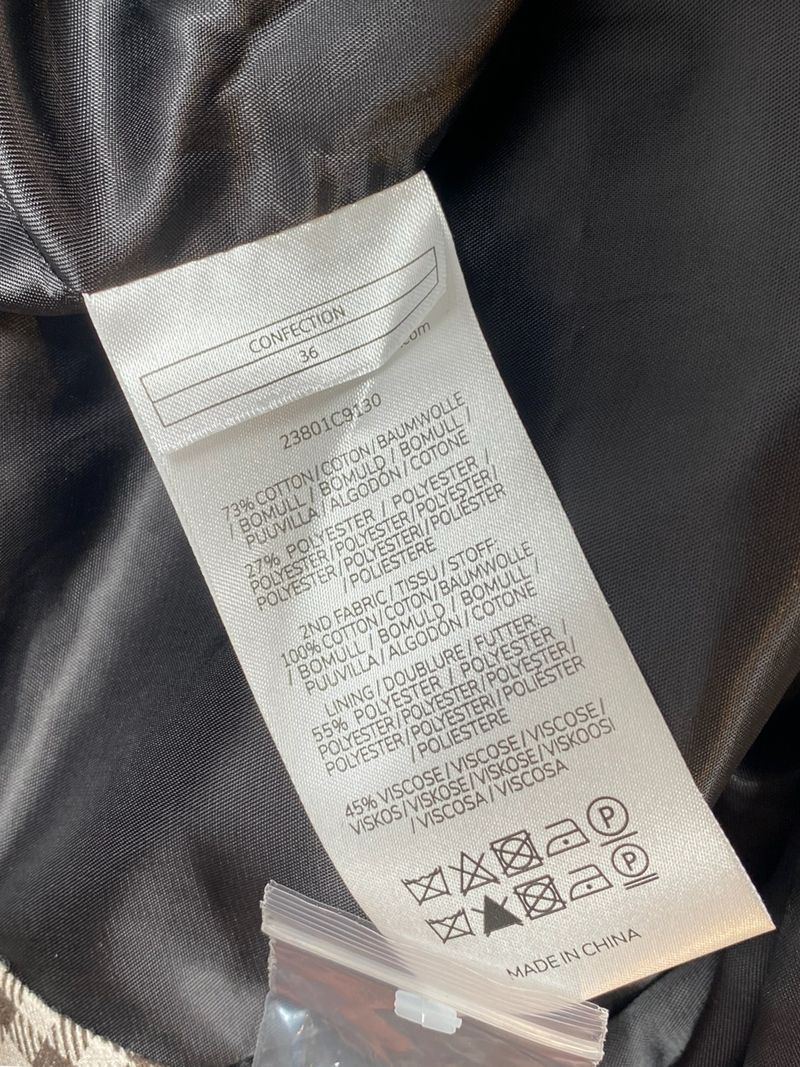 CONFECTION
36
.com
23801C9130
73% COTTON / COTON / BAUMWOLLE
/ BOMULL / BOMULD / BOMULL /
PUUVILLA / ALGODÓN / COTONE
27% POLYESTER / POLYESTER /
POLYESTER/POLYESTER/POLYESTER/
POLYESTER/POLYESTERI/POLIÉSTER
/POLIESTERE
2ND FABRIC / TISSU / STOFF:
100% COTTON / COTON / BAUMWOLLE
/ BOMULL / BOMULD / BOMULL /
PUUVILLA / ALGODÓN / COTONE
LINING / DOUBLURE / FUTTER:
55% POLYESTER / POLYESTER /
POLYESTER/POLYESTER/POLYESTER/
POLYESTER/POLYESTERI/POLIÉSTER
/ POLIESTERE
45% VISCOSE / VISCOSE / VISCOSE /
VISKOS / VISKOSE / VISKOSE / VISKOOSI
/ VISCOSA / VISCOSA
P
P
MADE IN CHINA